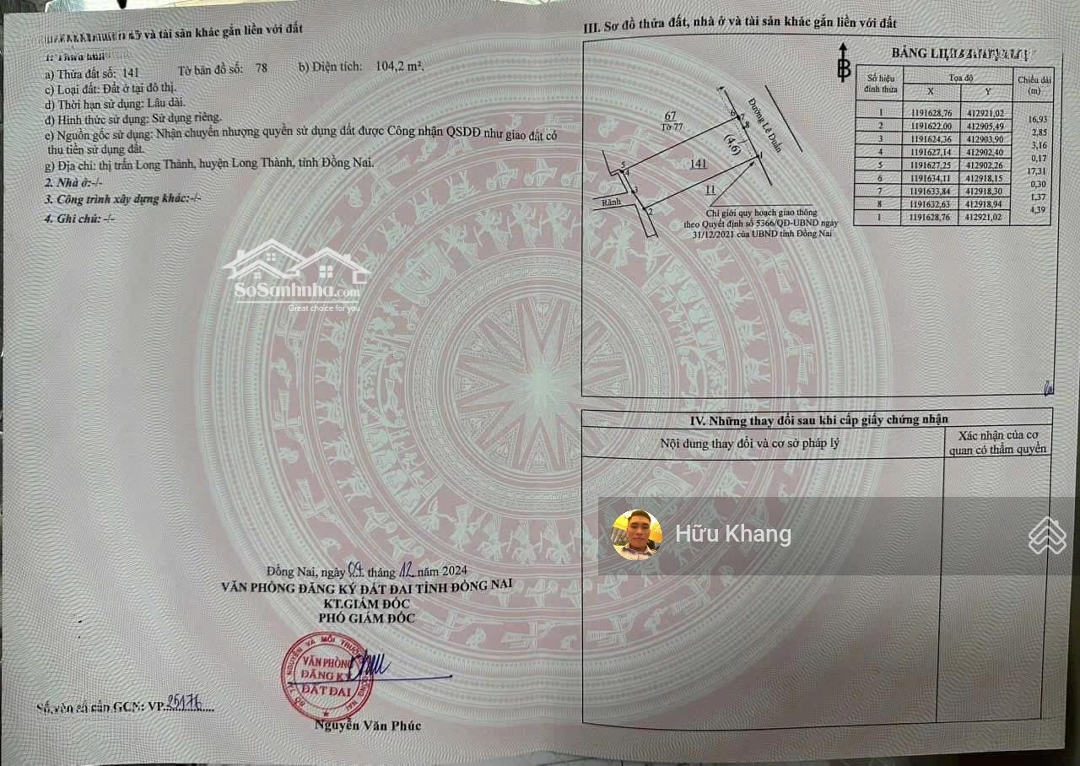 và tài sản khác gắn liền với đất
a) Thửa đất số: 141 Tờ bản đồ số: 78 b) Diện tích: 104,2 m².
c) Loại đất: Đất ở tại đô thị.
d) Thời hạn sử dụng: Lâu dài.
đ) Hình thức sử dụng: Sử dụng riêng.
e) Nguồn gốc sử dụng: Nhận chuyển nhượng quyền sử dụng đất được Công nhận QSDĐ như giao đất có
thu tiền sử dụng đất.
g) Địa chỉ: thị trấn Long Thành, huyện Long Thành, tỉnh Đồng Nai.
2. Nhà ở:-/-
3. Công trình xây dựng khác:-/-
4. Ghi chú: -/-
SoSanhnha.com
Great choice for you
Đồng Nai, ngày 04 tháng 12 năm 2024
VĂN PHÒNG ĐĂNG KÝ ĐẤT ĐAI TỈNH ĐỒNG NAI
KT.GIÁM ĐỐC
PHÓ GIÁM ĐỐC
VĂN PHÒNG
ĐĂNG KÝ
ĐẤT ĐAI
Nguyễn Văn Phúc
GCN: VP.25176
III. Sơ đồ thửa đất, nhà ở và tài sản khác gắn liền với đất
B
67
Tờ 77
Đường Lê Duẩn
(4,6)
141
11
Rãnh
5
4
3
2
1
6
7
8
Chỉ giới quy hoạch giao thông
theo Quyết định số 5366/QĐ-UBND ngày
31/12/2021 của UBND tỉnh Đồng Nai
BẢNG
Số hiệu đỉnh thửa Tọa độ Chiều dài (m)
X Y
1 1191628,76 412921,02
16,93
2 1191622,00 412905,49
2,85
3 1191624,36 412903,90
3,16
4 1191627,14 412902,40
0,17
5 1191627,25 412902,26
17,31
6 1191634,11 412918,15
0,30
7 1191633,84 412918,30
1,37
8 1191632,63 412918,94
4,39
1 1191628,76 412921,02
IV. Những thay đổi sau khi cấp giấy chứng nhận
Nội dung thay đổi và cơ sở pháp lý
Xác nhận của cơ
quan có thẩm quyền
Hữu Khang